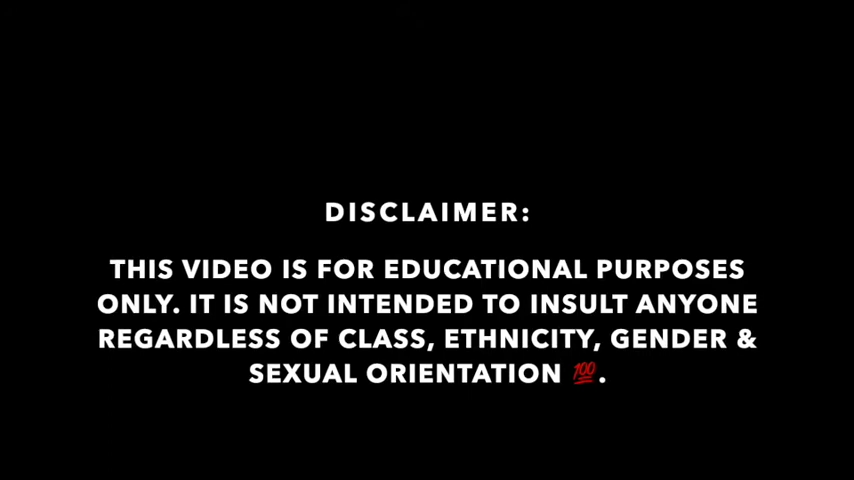 DISCLAIMER:
THIS VIDEO IS FOR EDUCATIONAL PURPOSES
ONLY. IT IS NOT INTENDED TO INSULT ANYONE
REGARDLESS OF CLASS, ETHNICITY, GENDER &
SEXUAL ORIENTATION 💯.